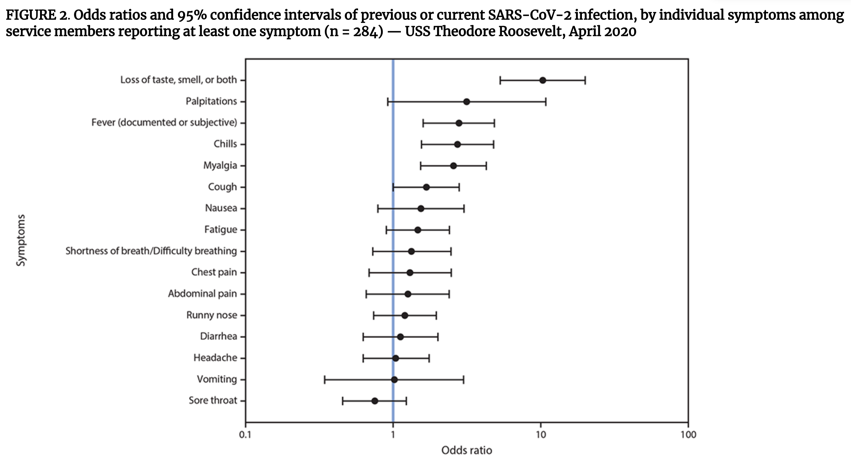 FIGURE 2. Odds ratios and 95% confidence intervals of previous or current SARS-CoV-2 infection, by individual symptoms among
service members reporting at least one symptom (n = 284) — USS Theodore Roosevelt, April 2020
Symptoms
Loss of taste, smell, or both
Palpitations
Fever (documented or subjective)
Chills
Myalgia
Cough
Nausea
Fatigue
Shortness of breath/Difficulty breathing
Chest pain
Abdominal pain
Runny nose
Diarrhea
Headache
Vomiting
Sore throat
0.1 1 10 100
Odds ratio